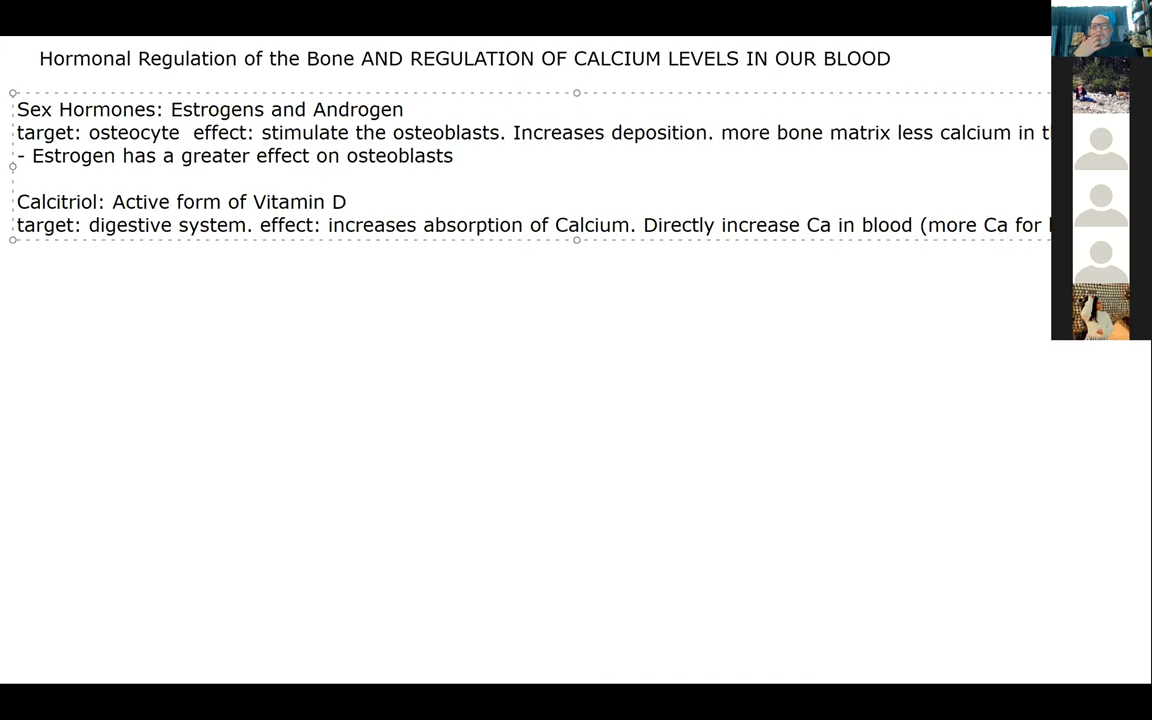 Hormonal Regulation of the Bone AND REGULATION OF CALCIUM LEVELS IN OUR BLOOD
Sex Hormones: Estrogens and Androgen
target: osteocyte  effect: stimulate the osteoblasts. Increases deposition. more bone matrix less calcium in
- Estrogen has a greater effect on osteoblasts
Calcitriol: Active form of Vitamin D
target: digestive system. effect: increases absorption of Calcium. Directly increase Ca in blood (more Ca for